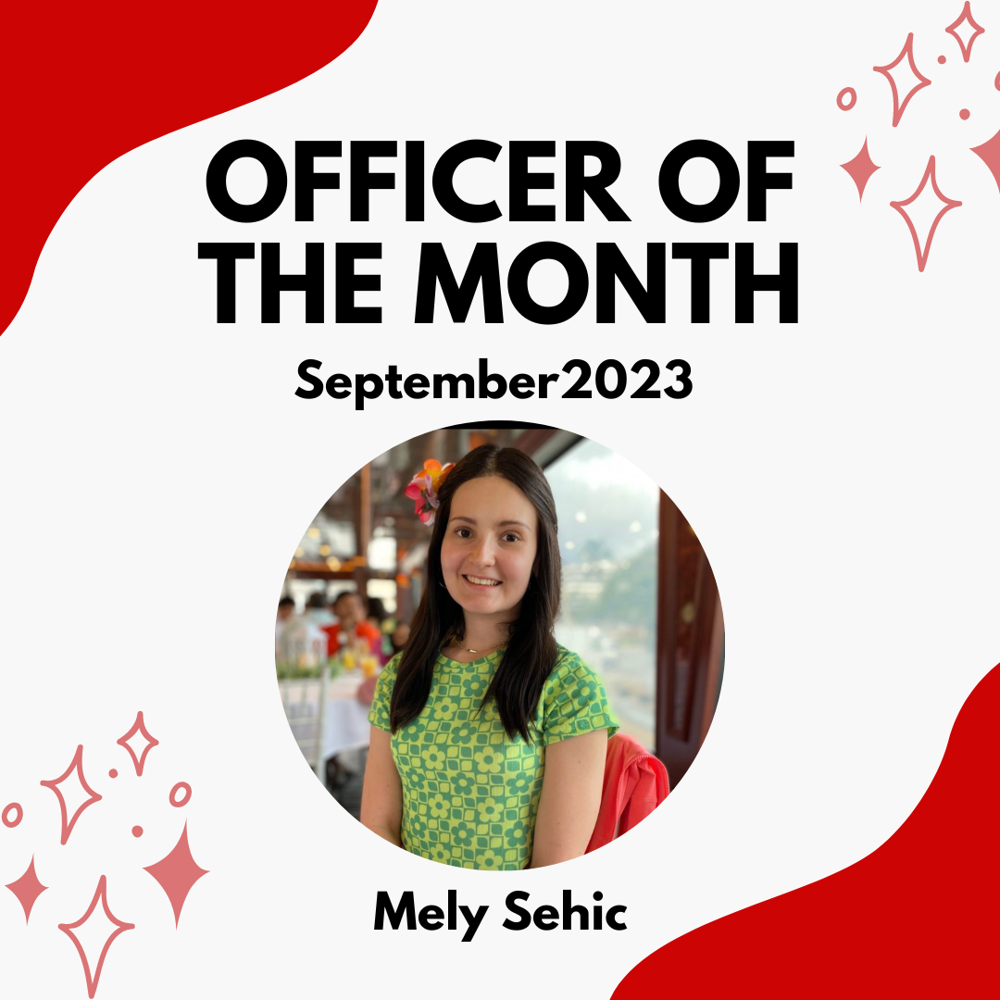 OFFICER OF
THE MONTH
September2023
Mely Sehic